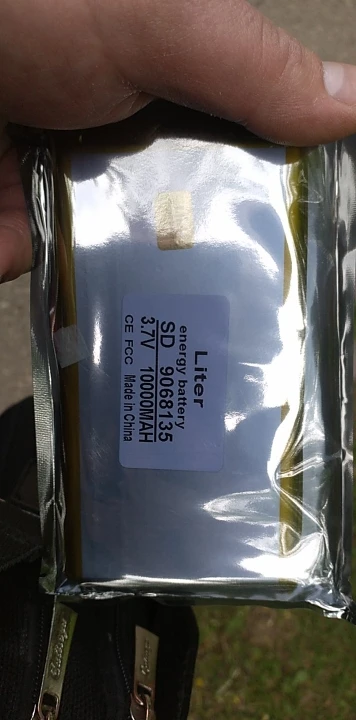 Liter
energy battery
SD 9068135
3.7V 10000MAH
CE FCC Made in China